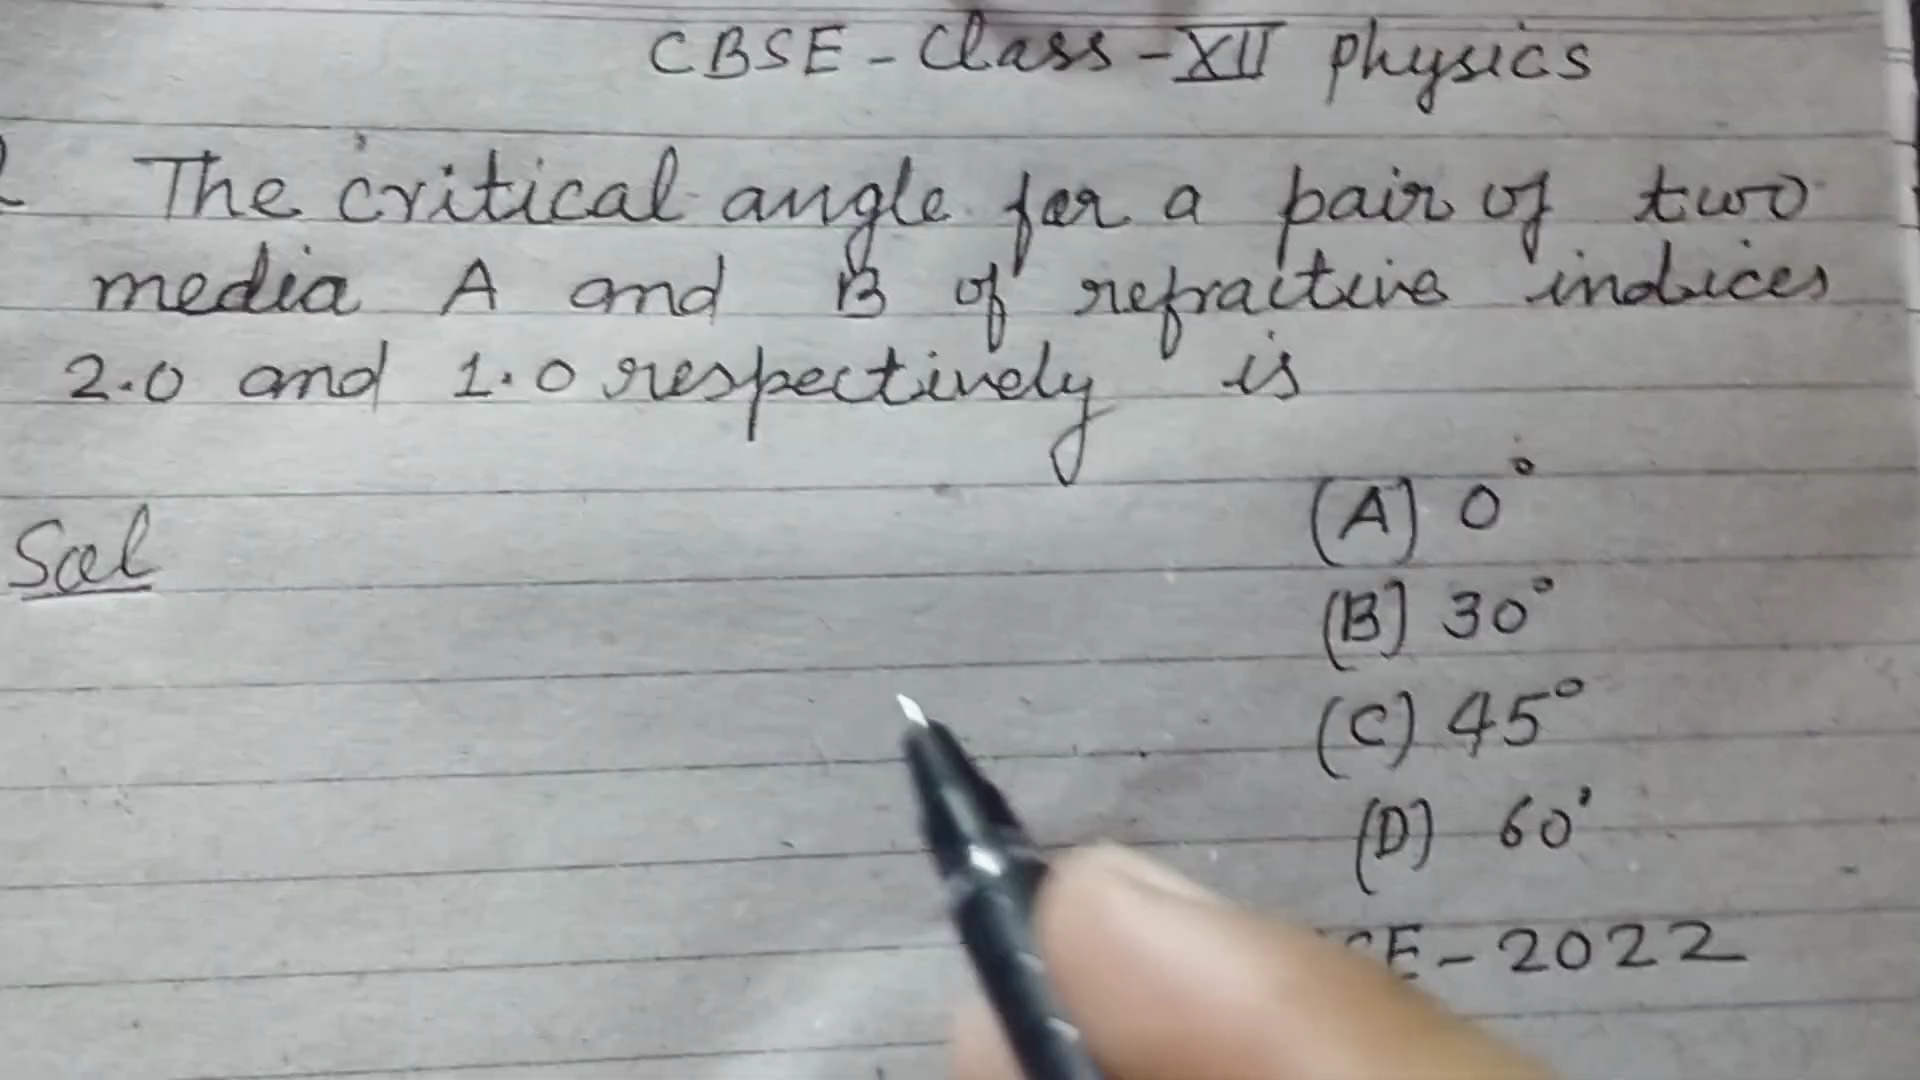 CBSE - Class - XII Physics
The critical angle for a pair of two
media A and B of refractive indices
2.0 and 1.0 respectively is
Sol
(A) 0°
(B) 30°
(C) 45°
(D) 60°
E - 2022